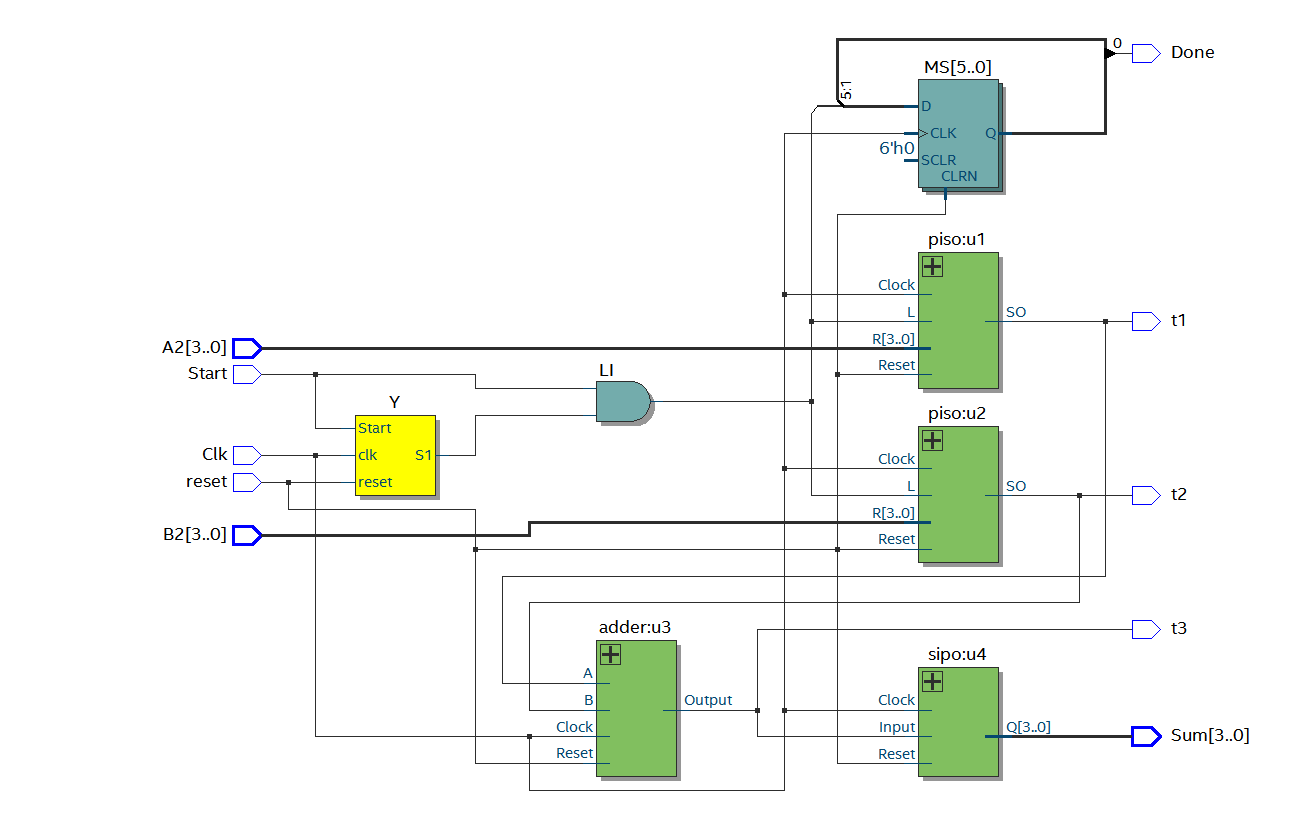 0
Done
MS[5..0]
5:1
D
CLK
Q
6'h0
SCLR
CLRN
piso:u1
Clock
L
SO
t1
R[3..0]
Reset
A2[3..0]
Start
LI
Y
Start
Clk
clk
S1
reset
reset
B2[3..0]
piso:u2
Clock
L
SO
t2
R[3..0]
Reset
adder:u3
A
B
Output
Clock
Reset
t3
sipo:u4
Clock
Input
Q[3..0]
Sum[3..0]
Reset